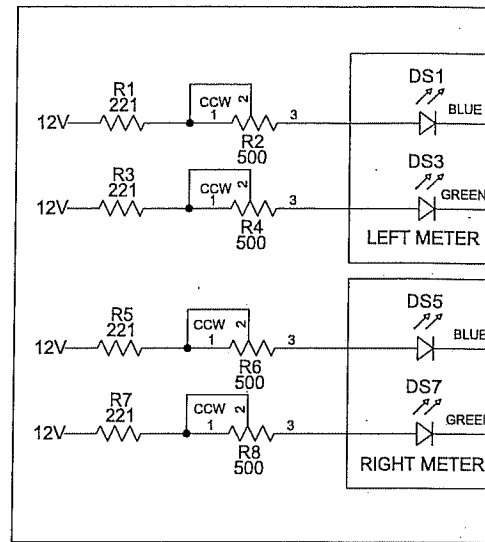 DS1
R1
221
CCW
2
BLUE
12V
1
3
R2
500
DS3
R3
221
CCW
2
GREEN
12V
1
3
R4
500
LEFT METER
DS5
R5
221
CCW
2
BLUE
12V
1
3
R6
500
DS7
R7
221
CCW
2
GREEN
12V
1
3
R8
500
RIGHT METER